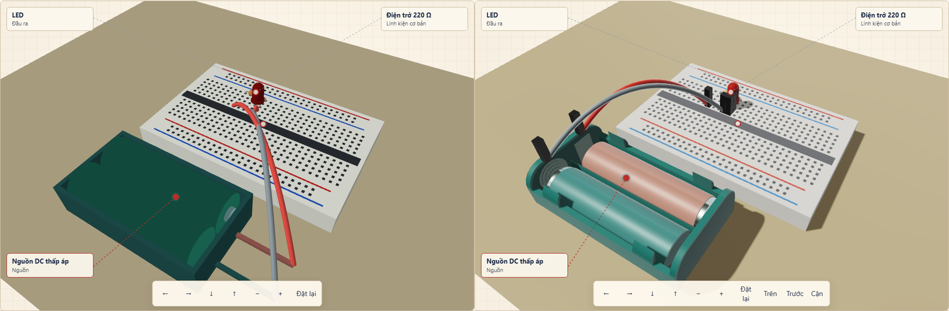 LED
Đầu ra
Điện trở 220 Ω
Linh kiện cơ bản
Nguồn DC thấp áp
Nguồn
← → ↓ ↑ − + Đặt lại
LED
Đầu ra
Điện trở 220 Ω
Linh kiện cơ bản
Nguồn DC thấp áp
Nguồn
← → ↓ ↑ − + Đặt lại Trên Trước Cận